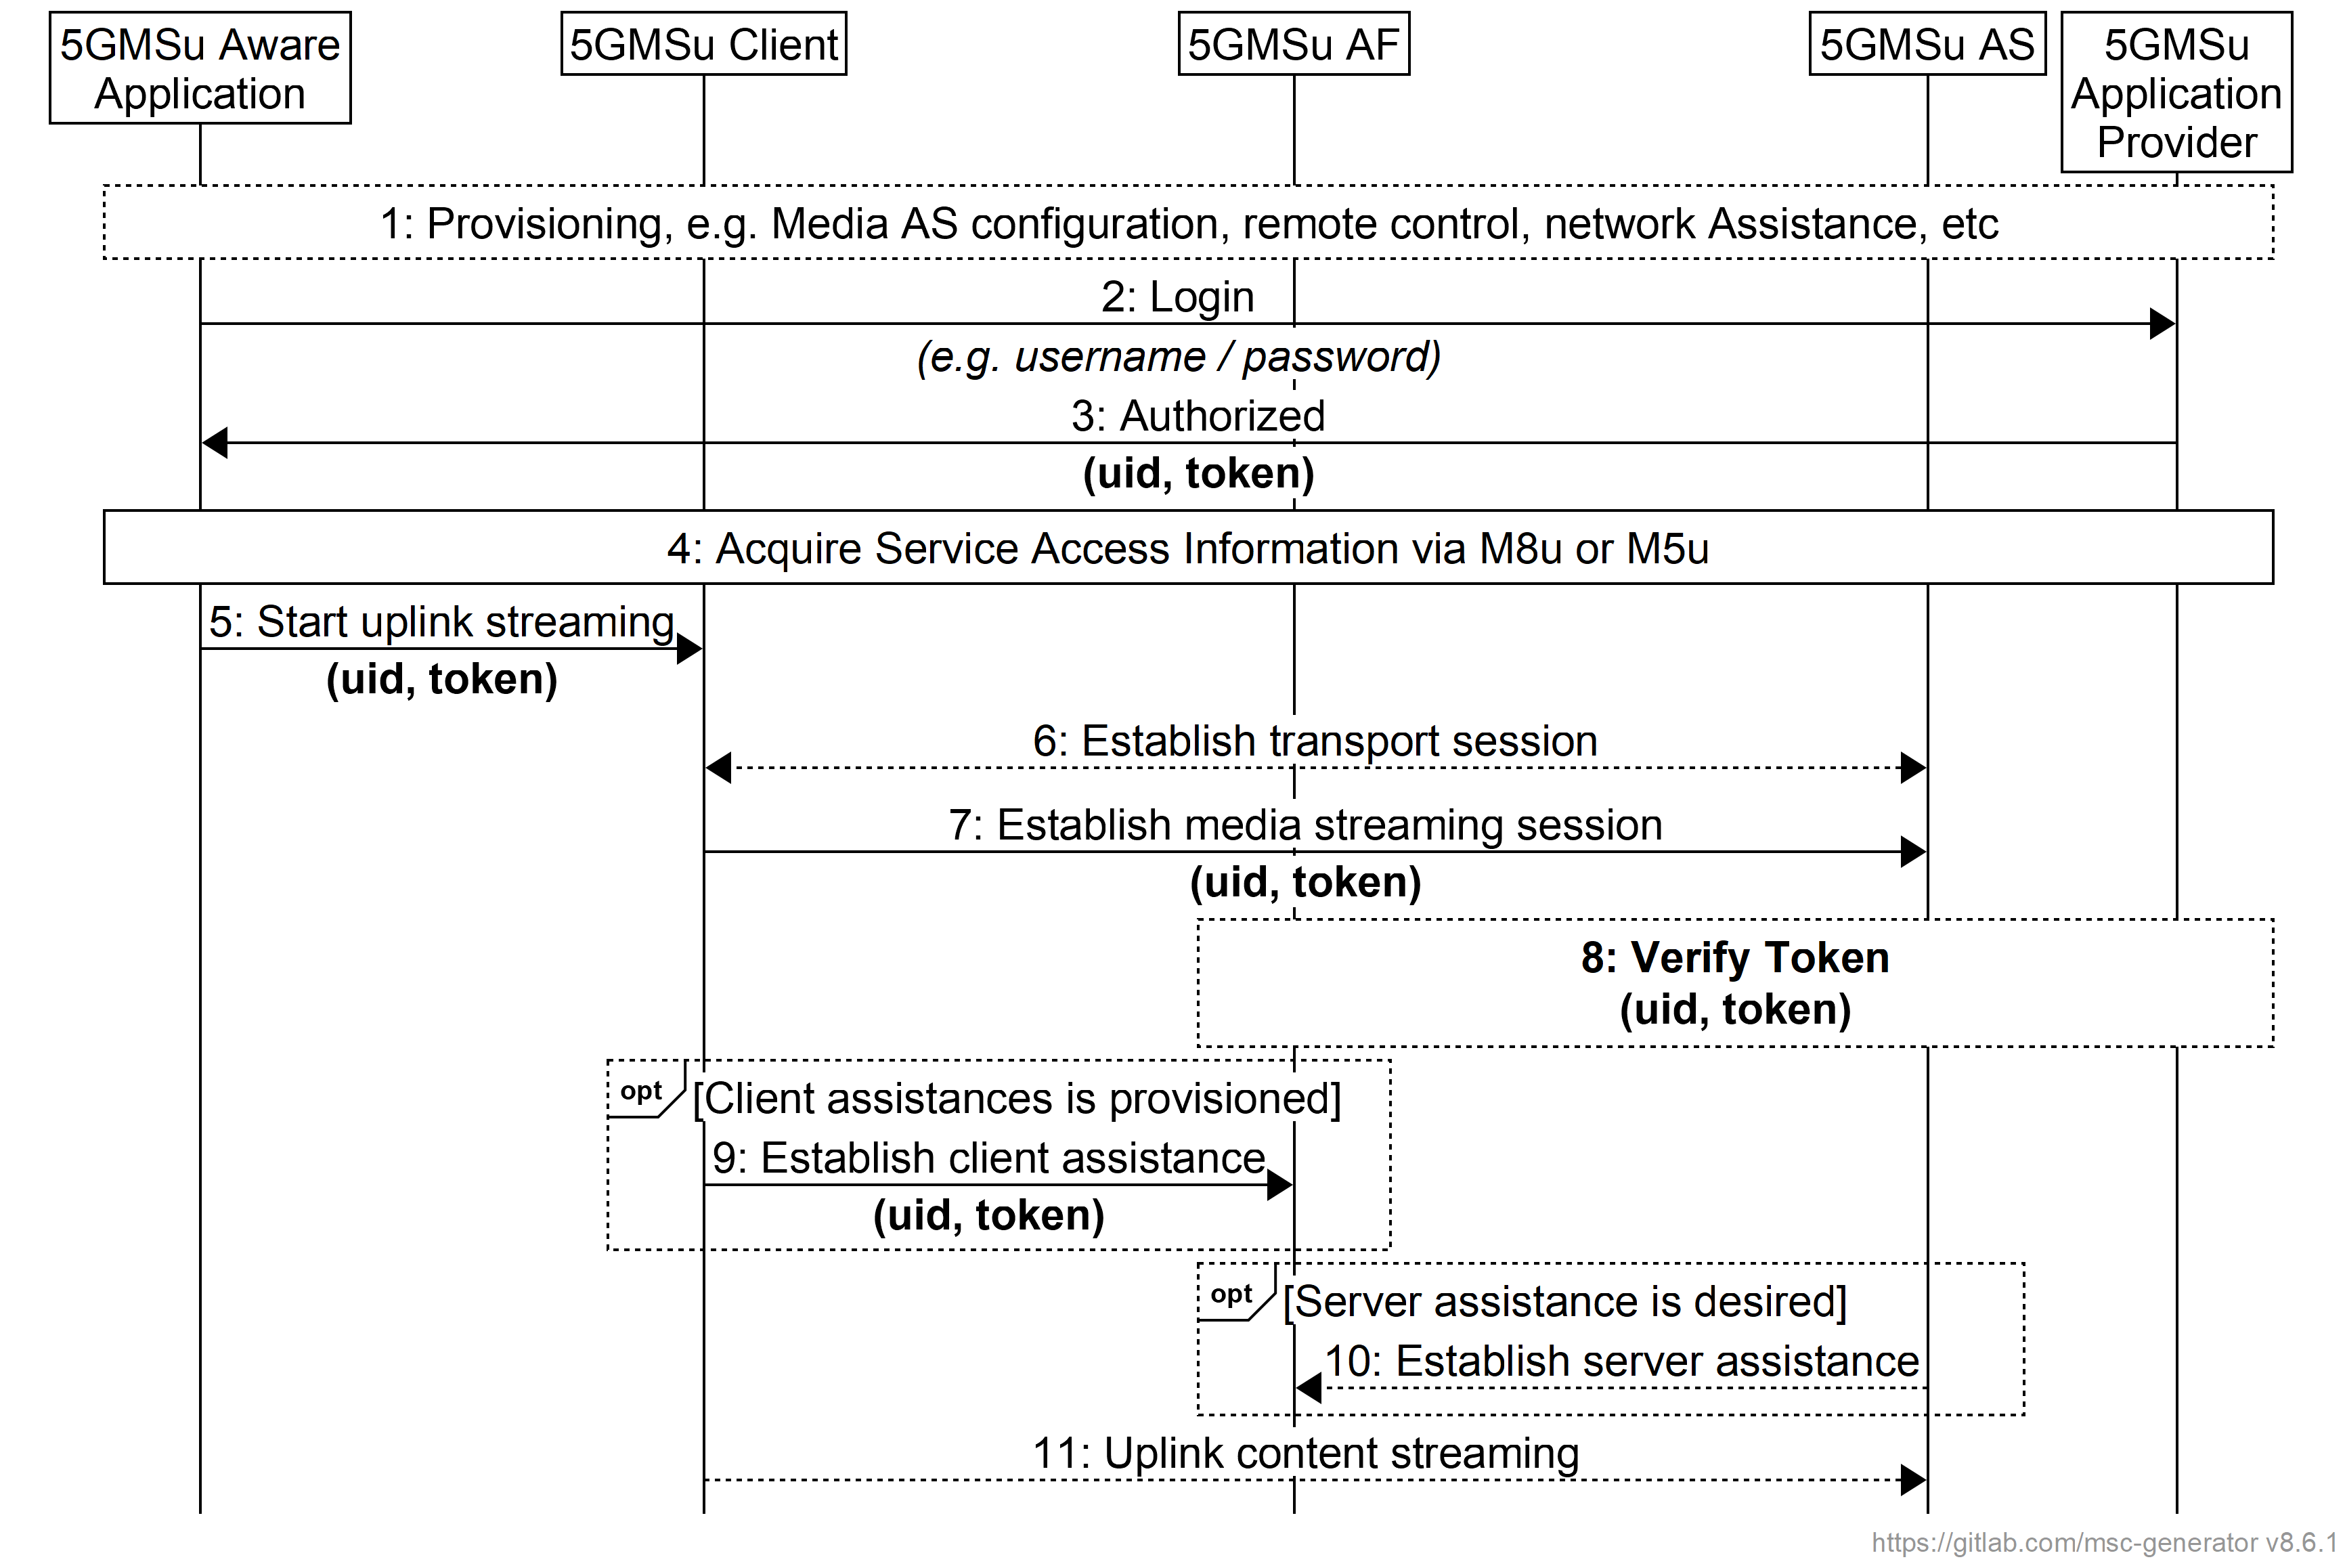 5GMSu Aware
Application
5GMSu Client
5GMSu AF
5GMSu AS
5GMSu
Application
Provider
1: Provisioning, e.g. Media AS configuration, remote control, network Assistance, etc
2: Login
(e.g. username / password)
3: Authorized
(uid, token)
4: Acquire Service Access Information via M8u or M5u
5: Start uplink streaming
(uid, token)
6: Establish transport session
7: Establish media streaming session
(uid, token)
8: Verify Token
(uid, token)
opt [Client assistances is provisioned]
9: Establish client assistance
(uid, token)
opt [Server assistance is desired]
10: Establish server assistance
11: Uplink content streaming
https://gitlab.com/msc-generator v8.6.1